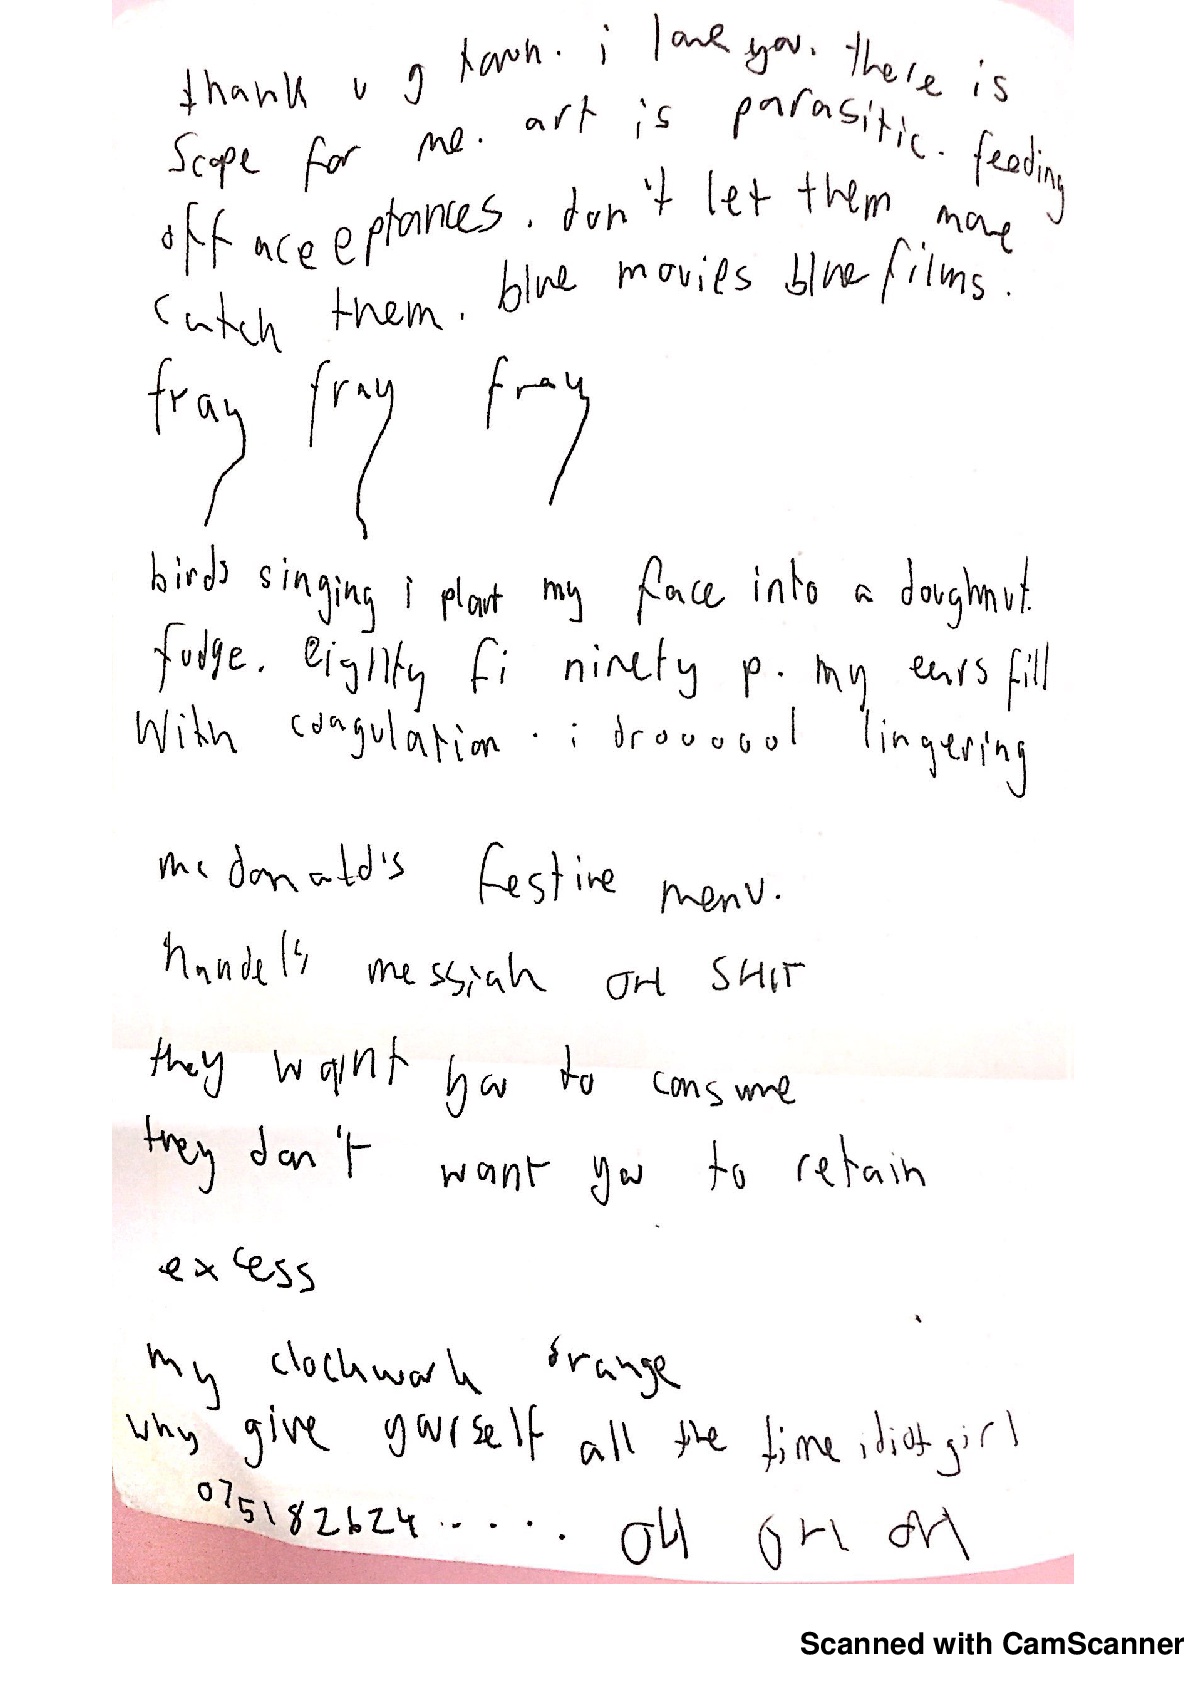 thank u g town. i love you. there is
scope for me. art is parasitic. feeding
off acceeptances. don't let them move
catch them. blue movies blue films.
fray fray fray
birds singing i plant my face into a doughnut.
fudge. eighty fi ninety p. my ears fill
with coagulation. i droooool lingering
mcdonald's festive menu.
handel's messiah OH SHIT
they want you to consume
they don't want you to retain
excess
my clockwork orange
why give yourself all the time idiot girl
075182624..... OH OH OH
Scanned with CamScanner